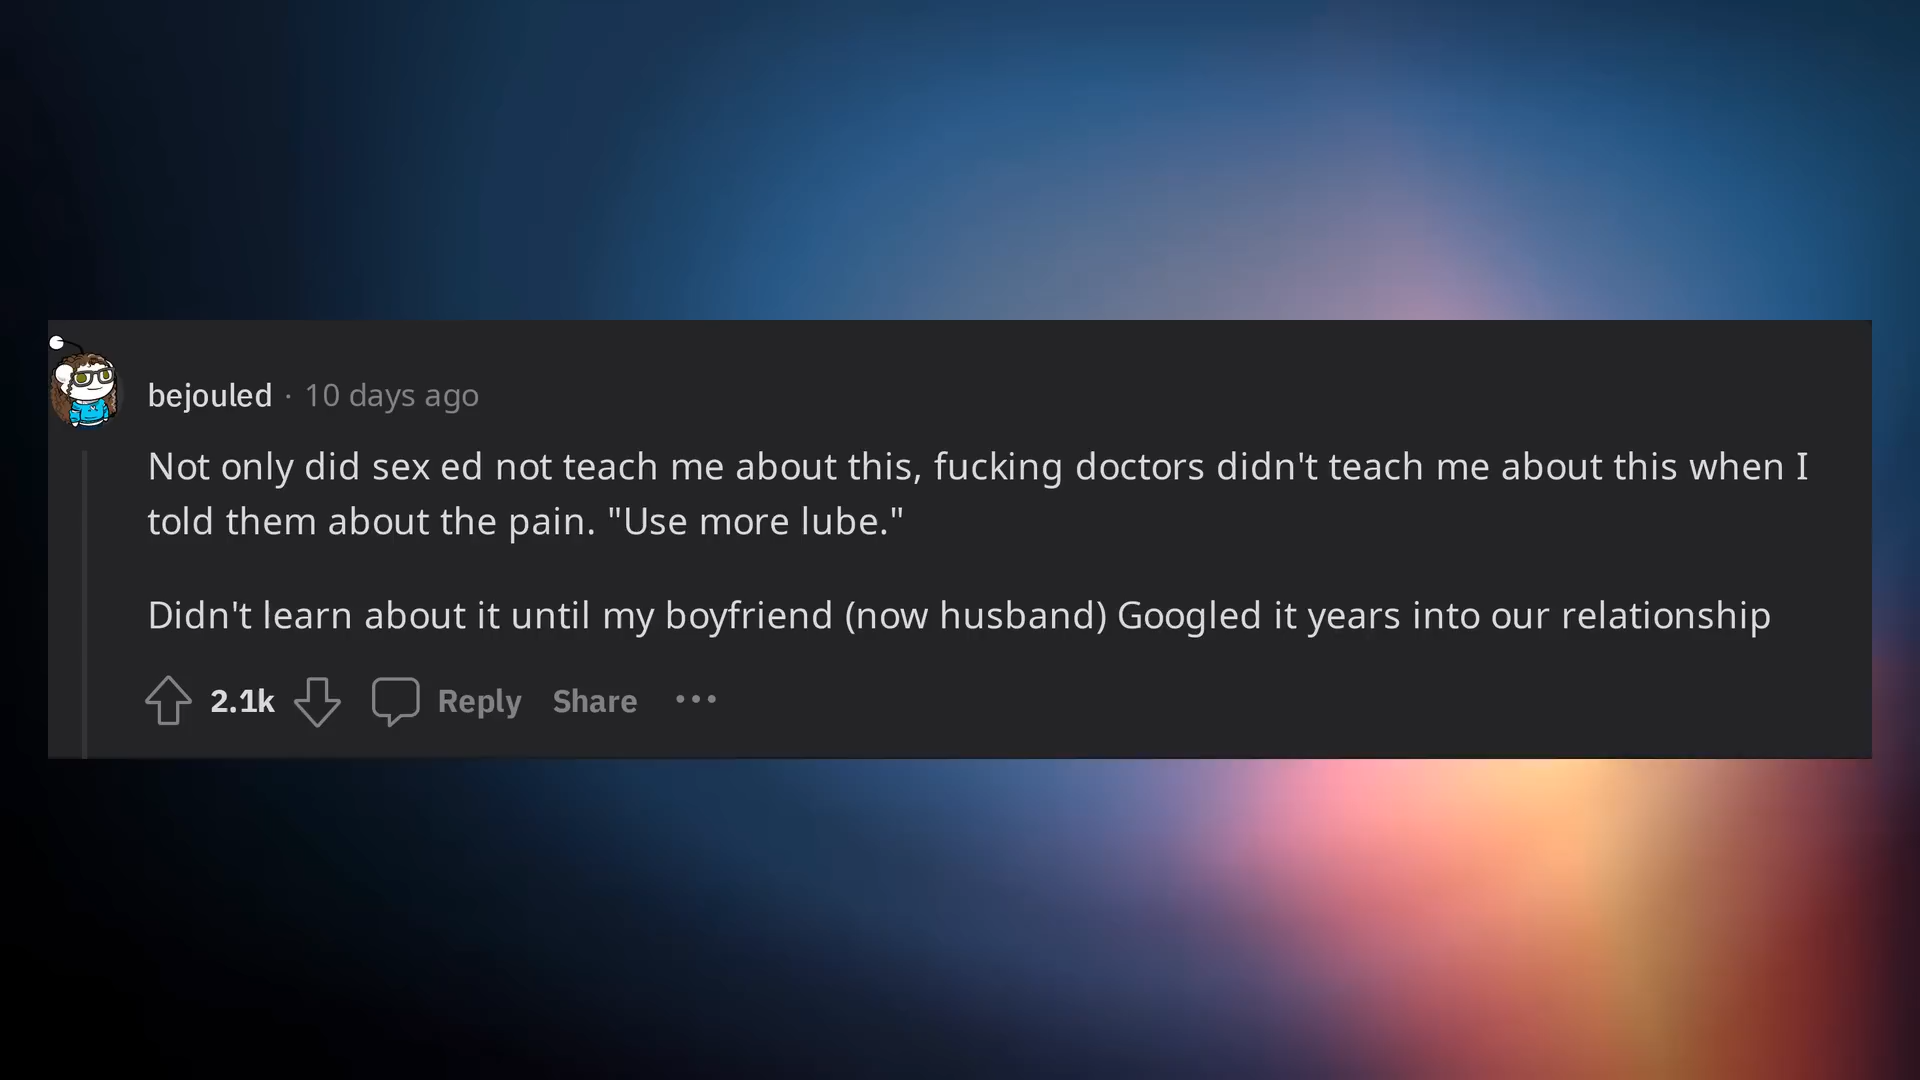 bejouled · 10 days ago
Not only did sex ed not teach me about this, fucking doctors didn't teach me about this when I
told them about the pain. "Use more lube."
Didn't learn about it until my boyfriend (now husband) Googled it years into our relationship
2.1k Reply Share ···